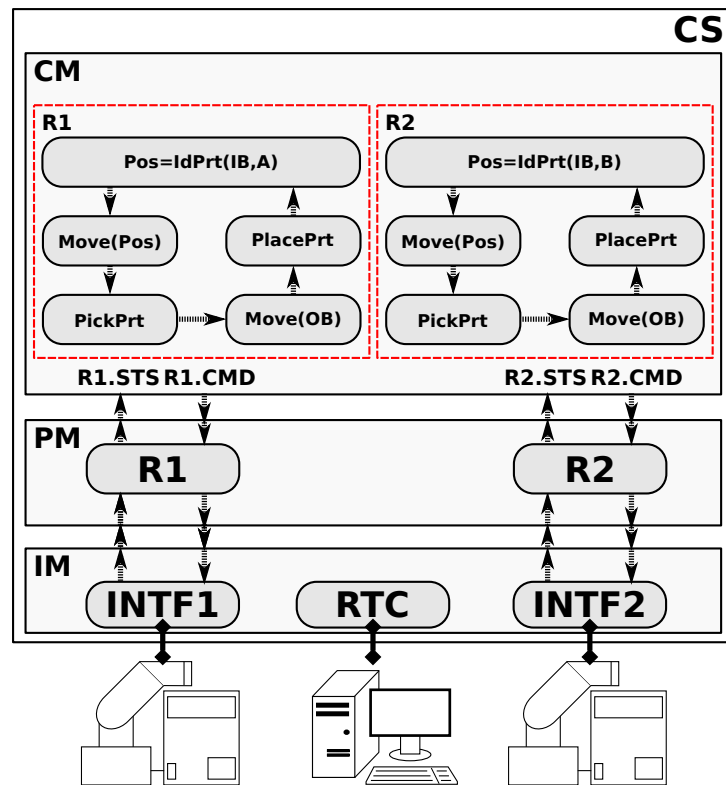 CS
CM
R1
Pos=IdPrt(IB,A)
Move(Pos)
PlacePrt
PickPrt
Move(OB)
R2
Pos=IdPrt(IB,B)
Move(Pos)
PlacePrt
PickPrt
Move(OB)
R1.STS R1.CMD
R2.STS R2.CMD
PM
R1
R2
IM
INTF1
RTC
INTF2